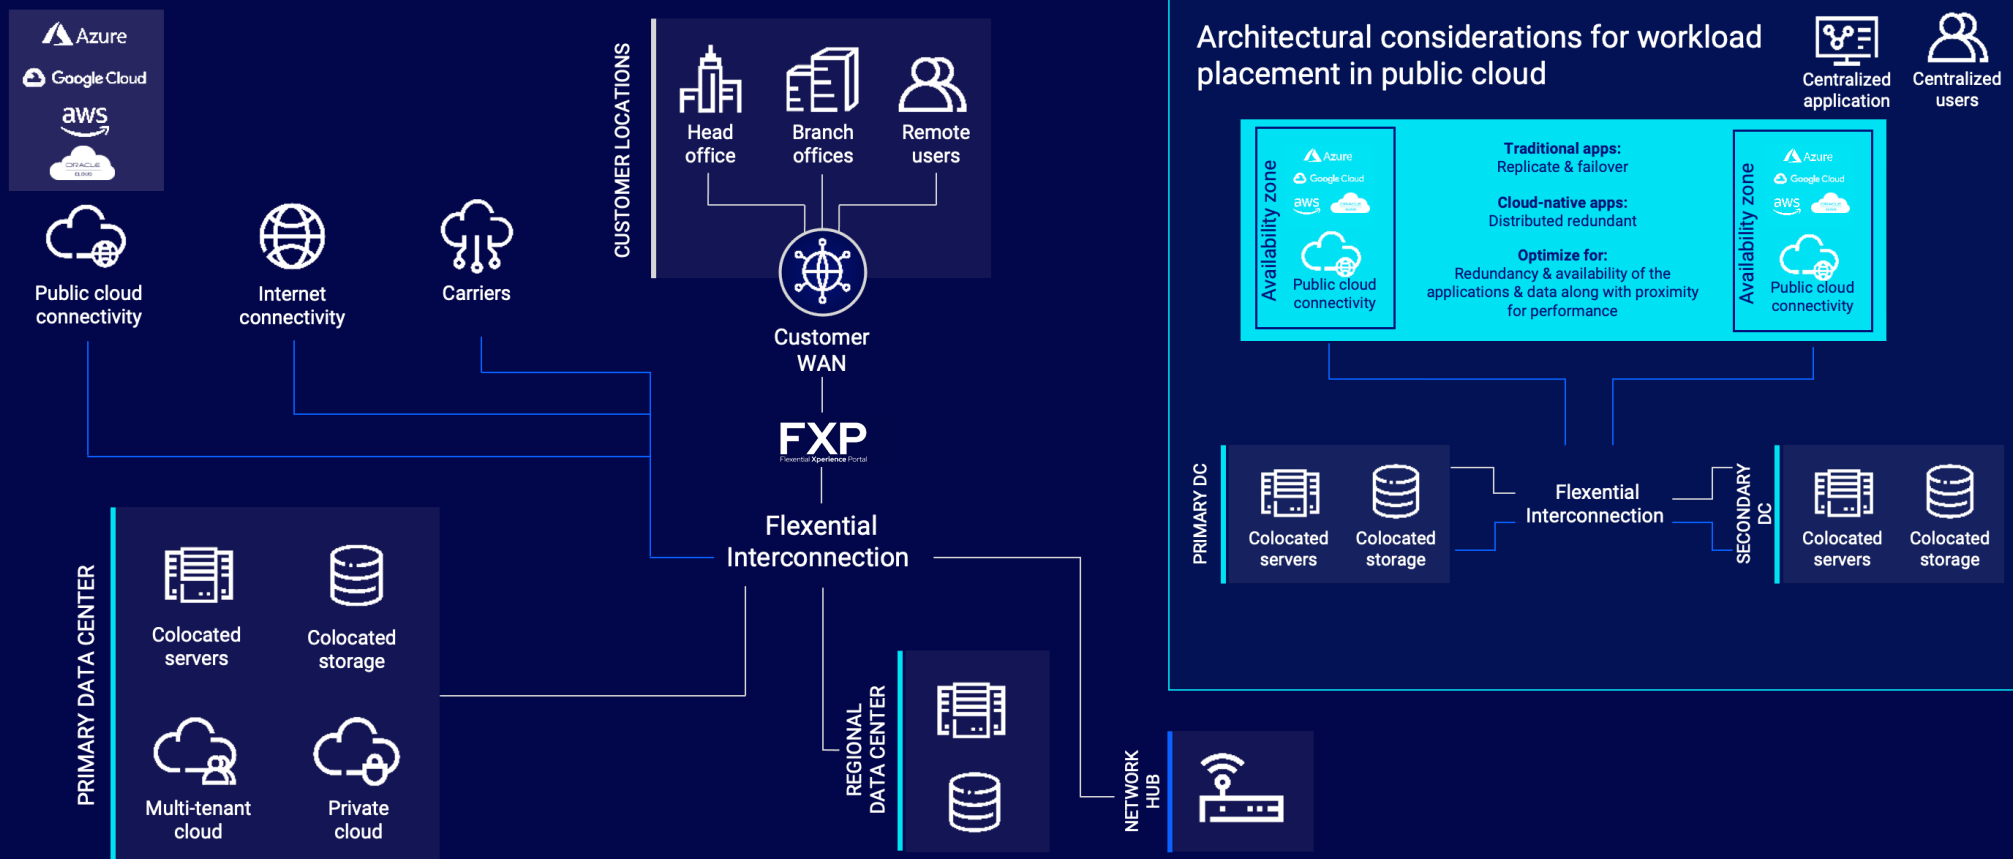 Azure
Google Cloud
aws
ORACLE
CLOUD
Public cloud
connectivity
Internet
connectivity
Carriers
CUSTOMER LOCATIONS
Head
office
Branch
offices
Remote
users
Customer
WAN
FXP
Flexential Xperience Portal
Flexential
Interconnection
PRIMARY DATA CENTER
Colocated
servers
Colocated
storage
Multi-tenant
cloud
Private
cloud
REGIONAL
DATA CENTER
NETWORK
HUB
Architectural considerations for workload
placement in public cloud
Centralized
application
Centralized
users
Availability zone
Azure
Google Cloud
aws
Public cloud
connectivity
Traditional apps:
Replicate & failover
Cloud-native apps:
Distributed redundant
Optimize for:
Redundancy & availability of the
applications & data along with proximity
for performance
Availability zone
Azure
Google Cloud
aws
Public cloud
connectivity
PRIMARY DC
Colocated
servers
Colocated
storage
Flexential
Interconnection
SECONDARY
DC
Colocated
servers
Colocated
storage